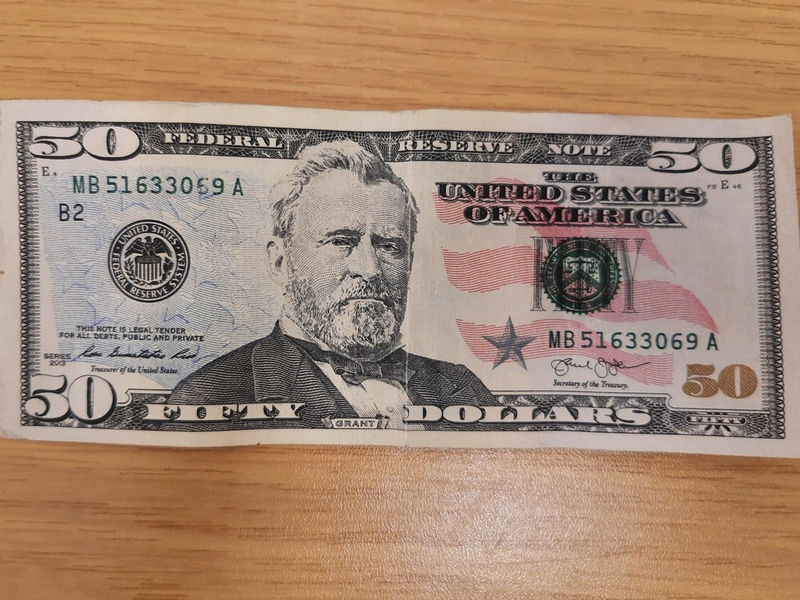 50 FEDERAL RESERVE NOTE 50
E
MB 51633069 A
B2
UNITED STATES FEDERAL RESERVE SYSTEM
THIS NOTE IS LEGAL TENDER
FOR ALL DEBTS, PUBLIC AND PRIVATE
SERIES
2013
Treasurer of the United States.
THE
UNITED STATES
OF AMERICA
FW E
FIFTY
MB 51633069 A
Secretary of the Treasury.
50
50 FIFTY DOLLARS
GRANT
FIFTY